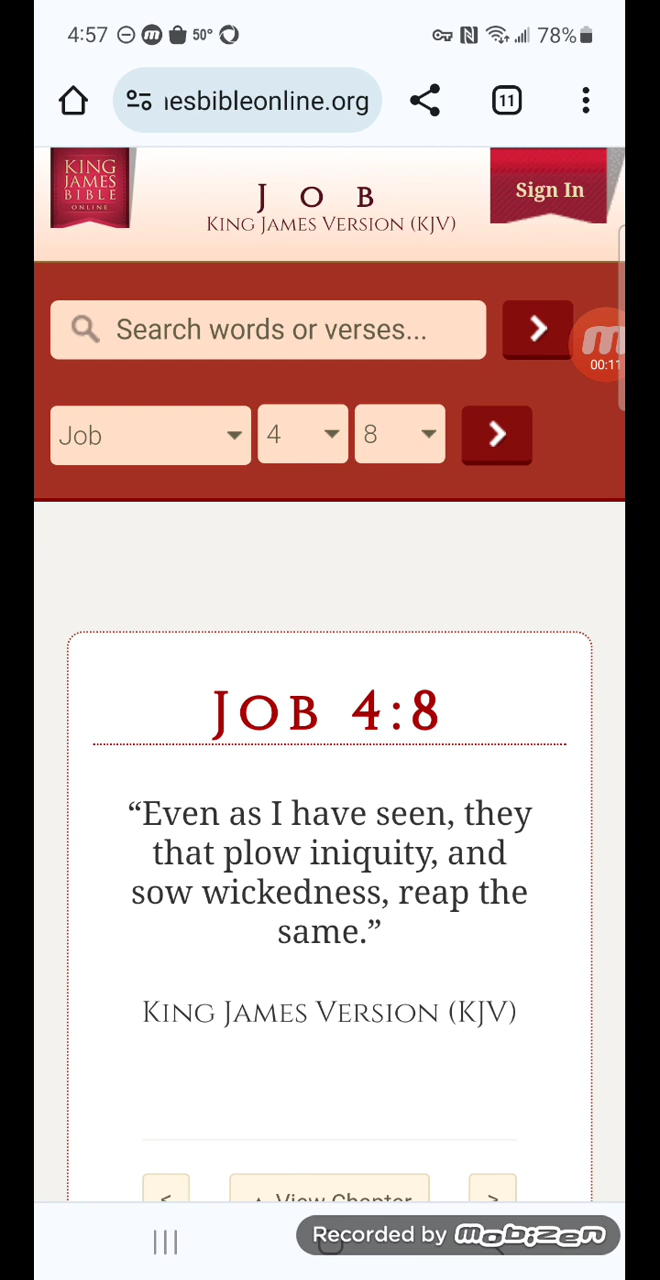 4:57 50° 78%
ıesbibleonline.org 11
KING
JAMES
BIBLE
ONLINE
JOB
KING JAMES VERSION (KJV)
Sign In
Search words or verses...
m
00:11
Job 4 8
JOB 4:8
“Even as I have seen, they
that plow iniquity, and
sow wickedness, reap the
same.”
KING JAMES VERSION (KJV)
< View Chapter >
Recorded by mobizen